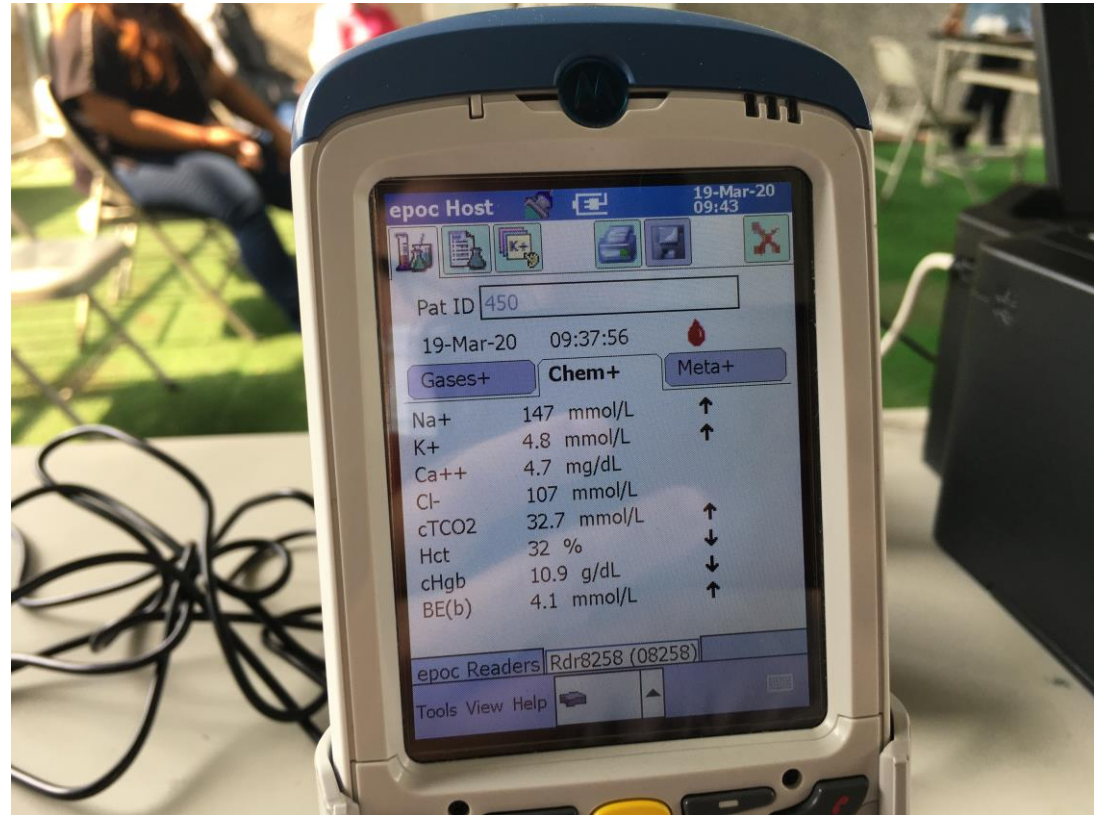 epoc Host 19-Mar-20
09:43
K+
Pat ID 450
19-Mar-20 09:37:56
Gases+ Chem+ Meta+
Na+ 147 mmol/L ↑
K+ 4.8 mmol/L ↑
Ca++ 4.7 mg/dL
Cl- 107 mmol/L
cTCO2 32.7 mmol/L ↑
Hct 32 % ↓
cHgb 10.9 g/dL ↓
BE(b) 4.1 mmol/L ↑
epoc Readers Rdr8258 (08258)
Tools View Help